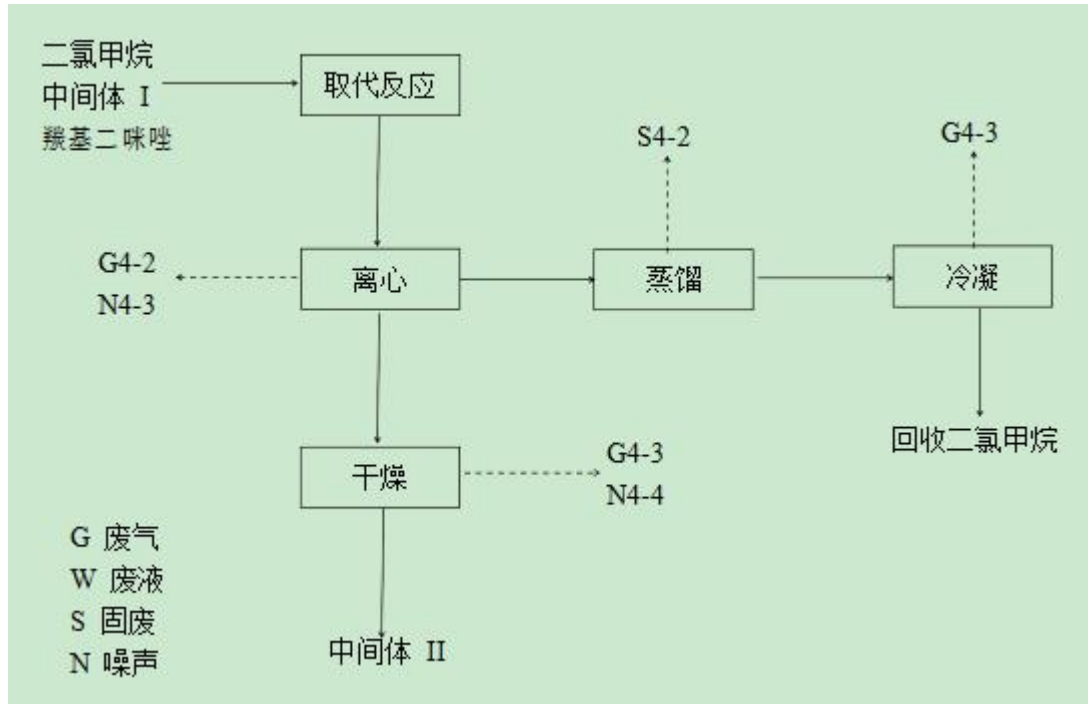 二氯甲烷
中间体 I
羰基二咪唑
取代反应
S4-2
G4-3
G4-2
N4-3
离心
蒸馏
冷凝
回收二氯甲烷
干燥
G4-3
N4-4
G 废气
W 废液
S 固废
N 噪声
中间体 II